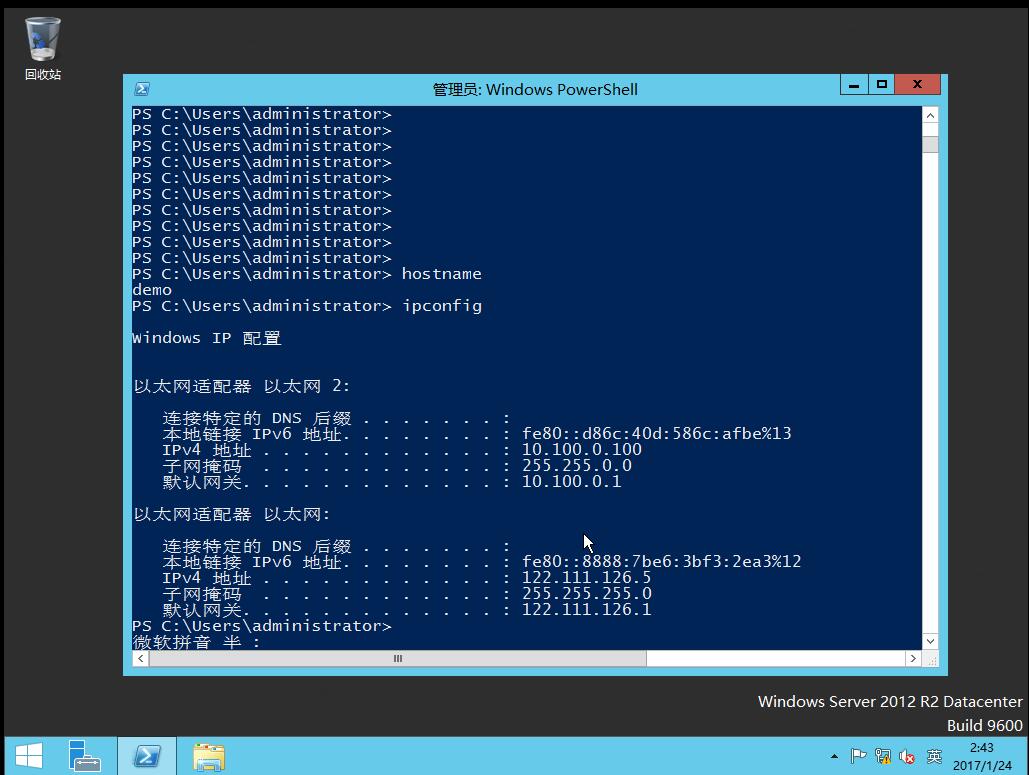 回收站
管理员: Windows PowerShell
PS C:\Users\administrator>
PS C:\Users\administrator>
PS C:\Users\administrator>
PS C:\Users\administrator>
PS C:\Users\administrator>
PS C:\Users\administrator>
PS C:\Users\administrator>
PS C:\Users\administrator>
PS C:\Users\administrator>
PS C:\Users\administrator>
PS C:\Users\administrator> hostname
demo
PS C:\Users\administrator> ipconfig
Windows IP 配置
以太网适配器 以太网 2:
连接特定的 DNS 后缀 . . . . . . . :
本地链接 IPv6 地址. . . . . . . . : fe80::d86c:40d:586c:afbe%13
IPv4 地址 . . . . . . . . . . . . : 10.100.0.100
子网掩码  . . . . . . . . . . . . : 255.255.0.0
默认网关. . . . . . . . . . . . . : 10.100.0.1
以太网适配器 以太网:
连接特定的 DNS 后缀 . . . . . . . :
本地链接 IPv6 地址. . . . . . . . : fe80::8888:7be6:3bf3:2ea3%12
IPv4 地址 . . . . . . . . . . . . : 122.111.126.5
子网掩码  . . . . . . . . . . . . : 255.255.255.0
默认网关. . . . . . . . . . . . . : 122.111.126.1
PS C:\Users\administrator>
微软拼音 半 :
Windows Server 2012 R2 Datacenter
Build 9600
英
2:43
2017/1/24